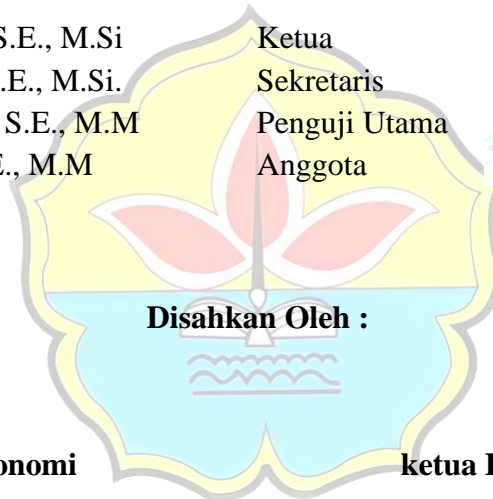 S.E., M.Si Ketua
.E., M.Si. Sekretaris
S.E., M.M Penguji Utama
E., M.M Anggota
Disahkan Oleh :
onomi ketua